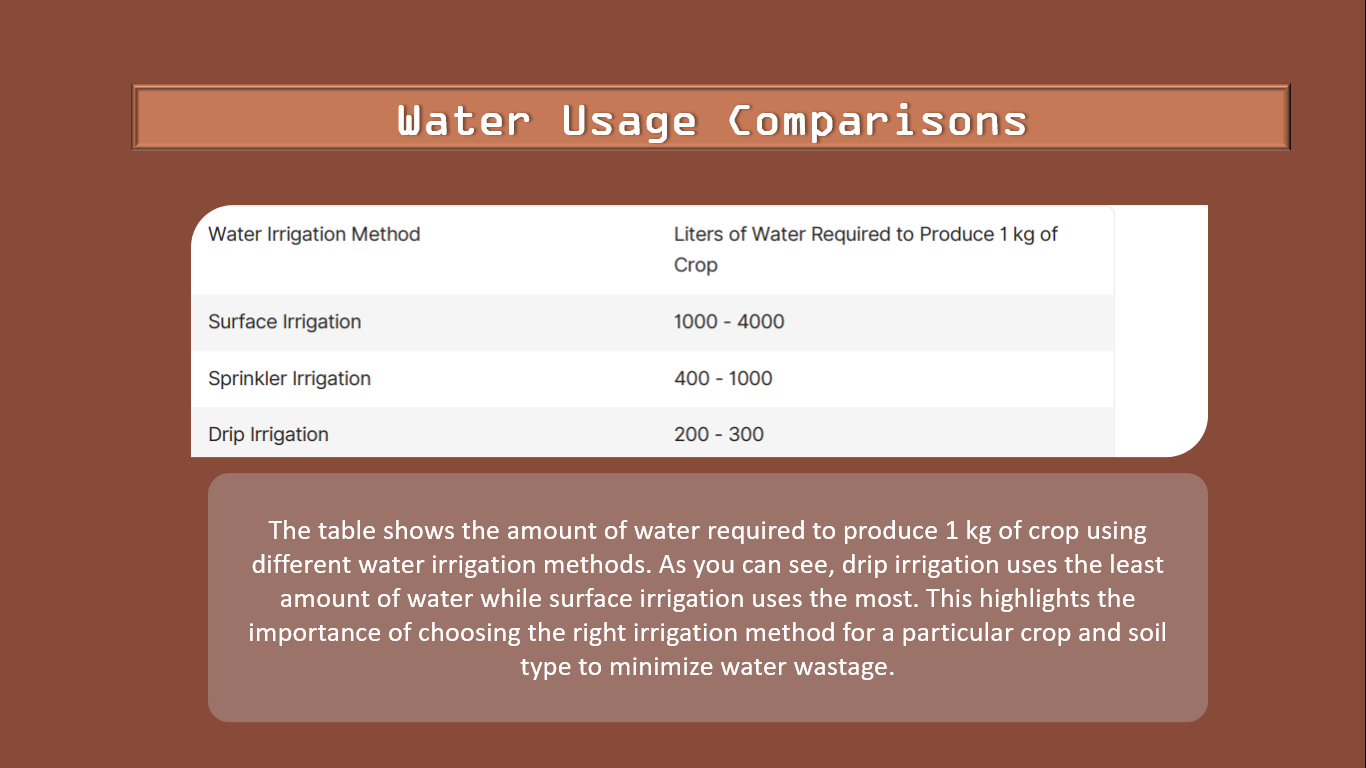 Water Usage Comparisons
Water Irrigation Method
Liters of Water Required to Produce 1 kg of
Crop
Surface Irrigation
1000 - 4000
Sprinkler Irrigation
400 - 1000
Drip Irrigation
200 - 300
The table shows the amount of water required to produce 1 kg of crop using
different water irrigation methods. As you can see, drip irrigation uses the least
amount of water while surface irrigation uses the most. This highlights the
importance of choosing the right irrigation method for a particular crop and soil
type to minimize water wastage.